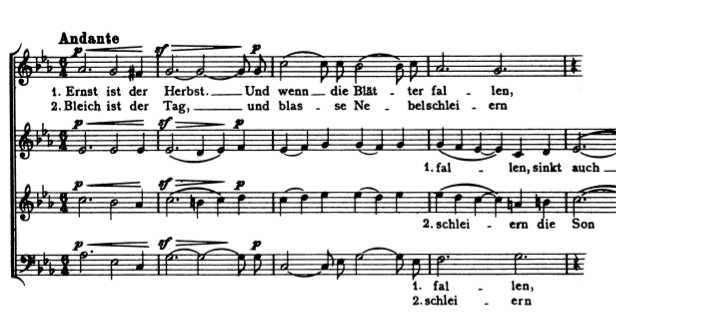 Andante
p sf p
1. Ernst ist der Herbst. Und wenn die Blät - ter fal - len,
2. Bleich ist der Tag, und blas - se Ne - bel schlei - ern
p sf p
1. fal - len, sinkt auch
p sf p
2. schlei - ern die Son
p sf p
1. fal - len,
2. schlei - ern